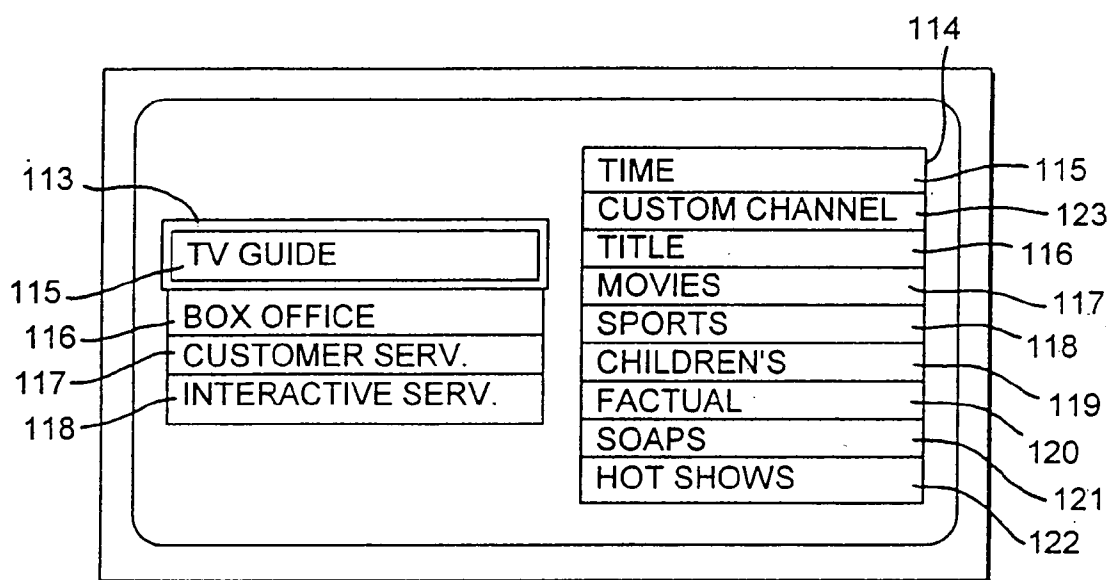 114
113
TV GUIDE
115
BOX OFFICE
116
CUSTOMER SERV.
117
INTERACTIVE SERV.
118
TIME
115
CUSTOM CHANNEL
123
TITLE
116
MOVIES
117
SPORTS
118
CHILDREN'S
119
FACTUAL
120
SOAPS
121
HOT SHOWS
122